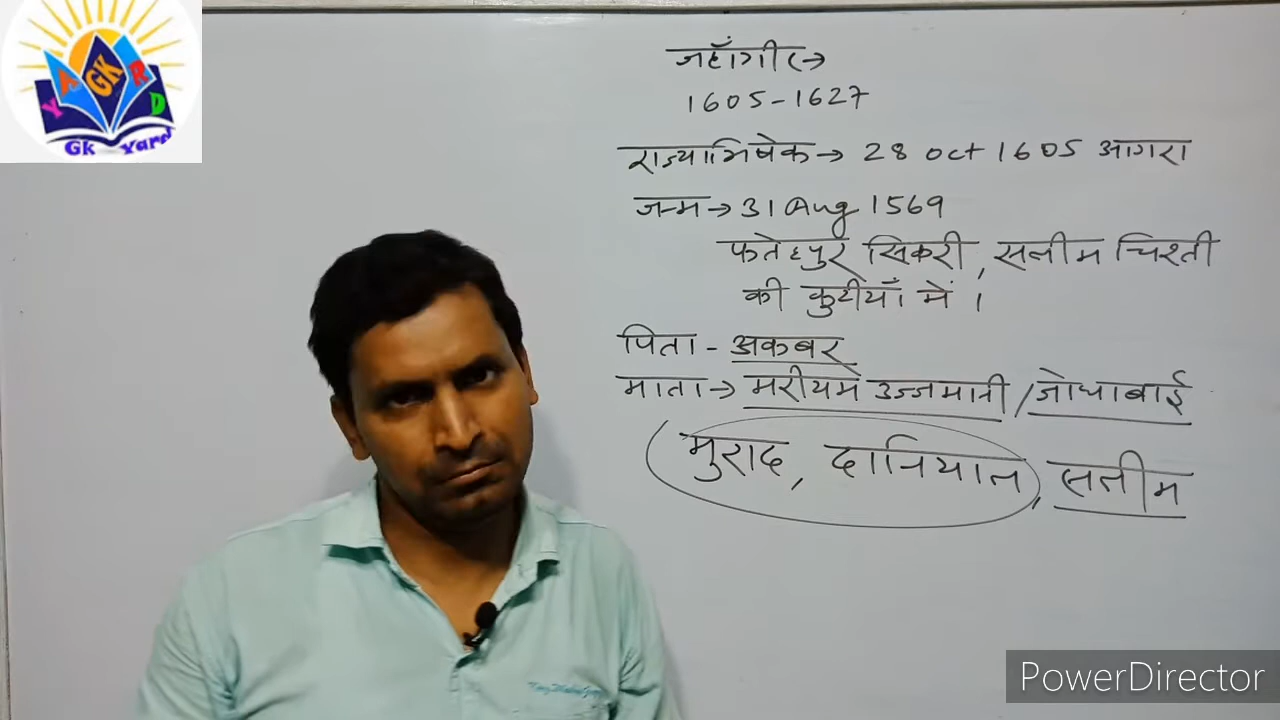 YAGKRD
Gk Yard
जहाँगीर→
1605-1627
राज्याभिषेक→ 28 oct 1605 आगरा
जन्म→ 31 Aug 1569
फतेहपुर सिकरी, सलीम चिश्ती
की कुटीयाँ में ।
पिता - अकबर
माता→ मरीयम उज्जमानी / जोधाबाई
(मुराद, दानियाल, सलीम
PowerDirector